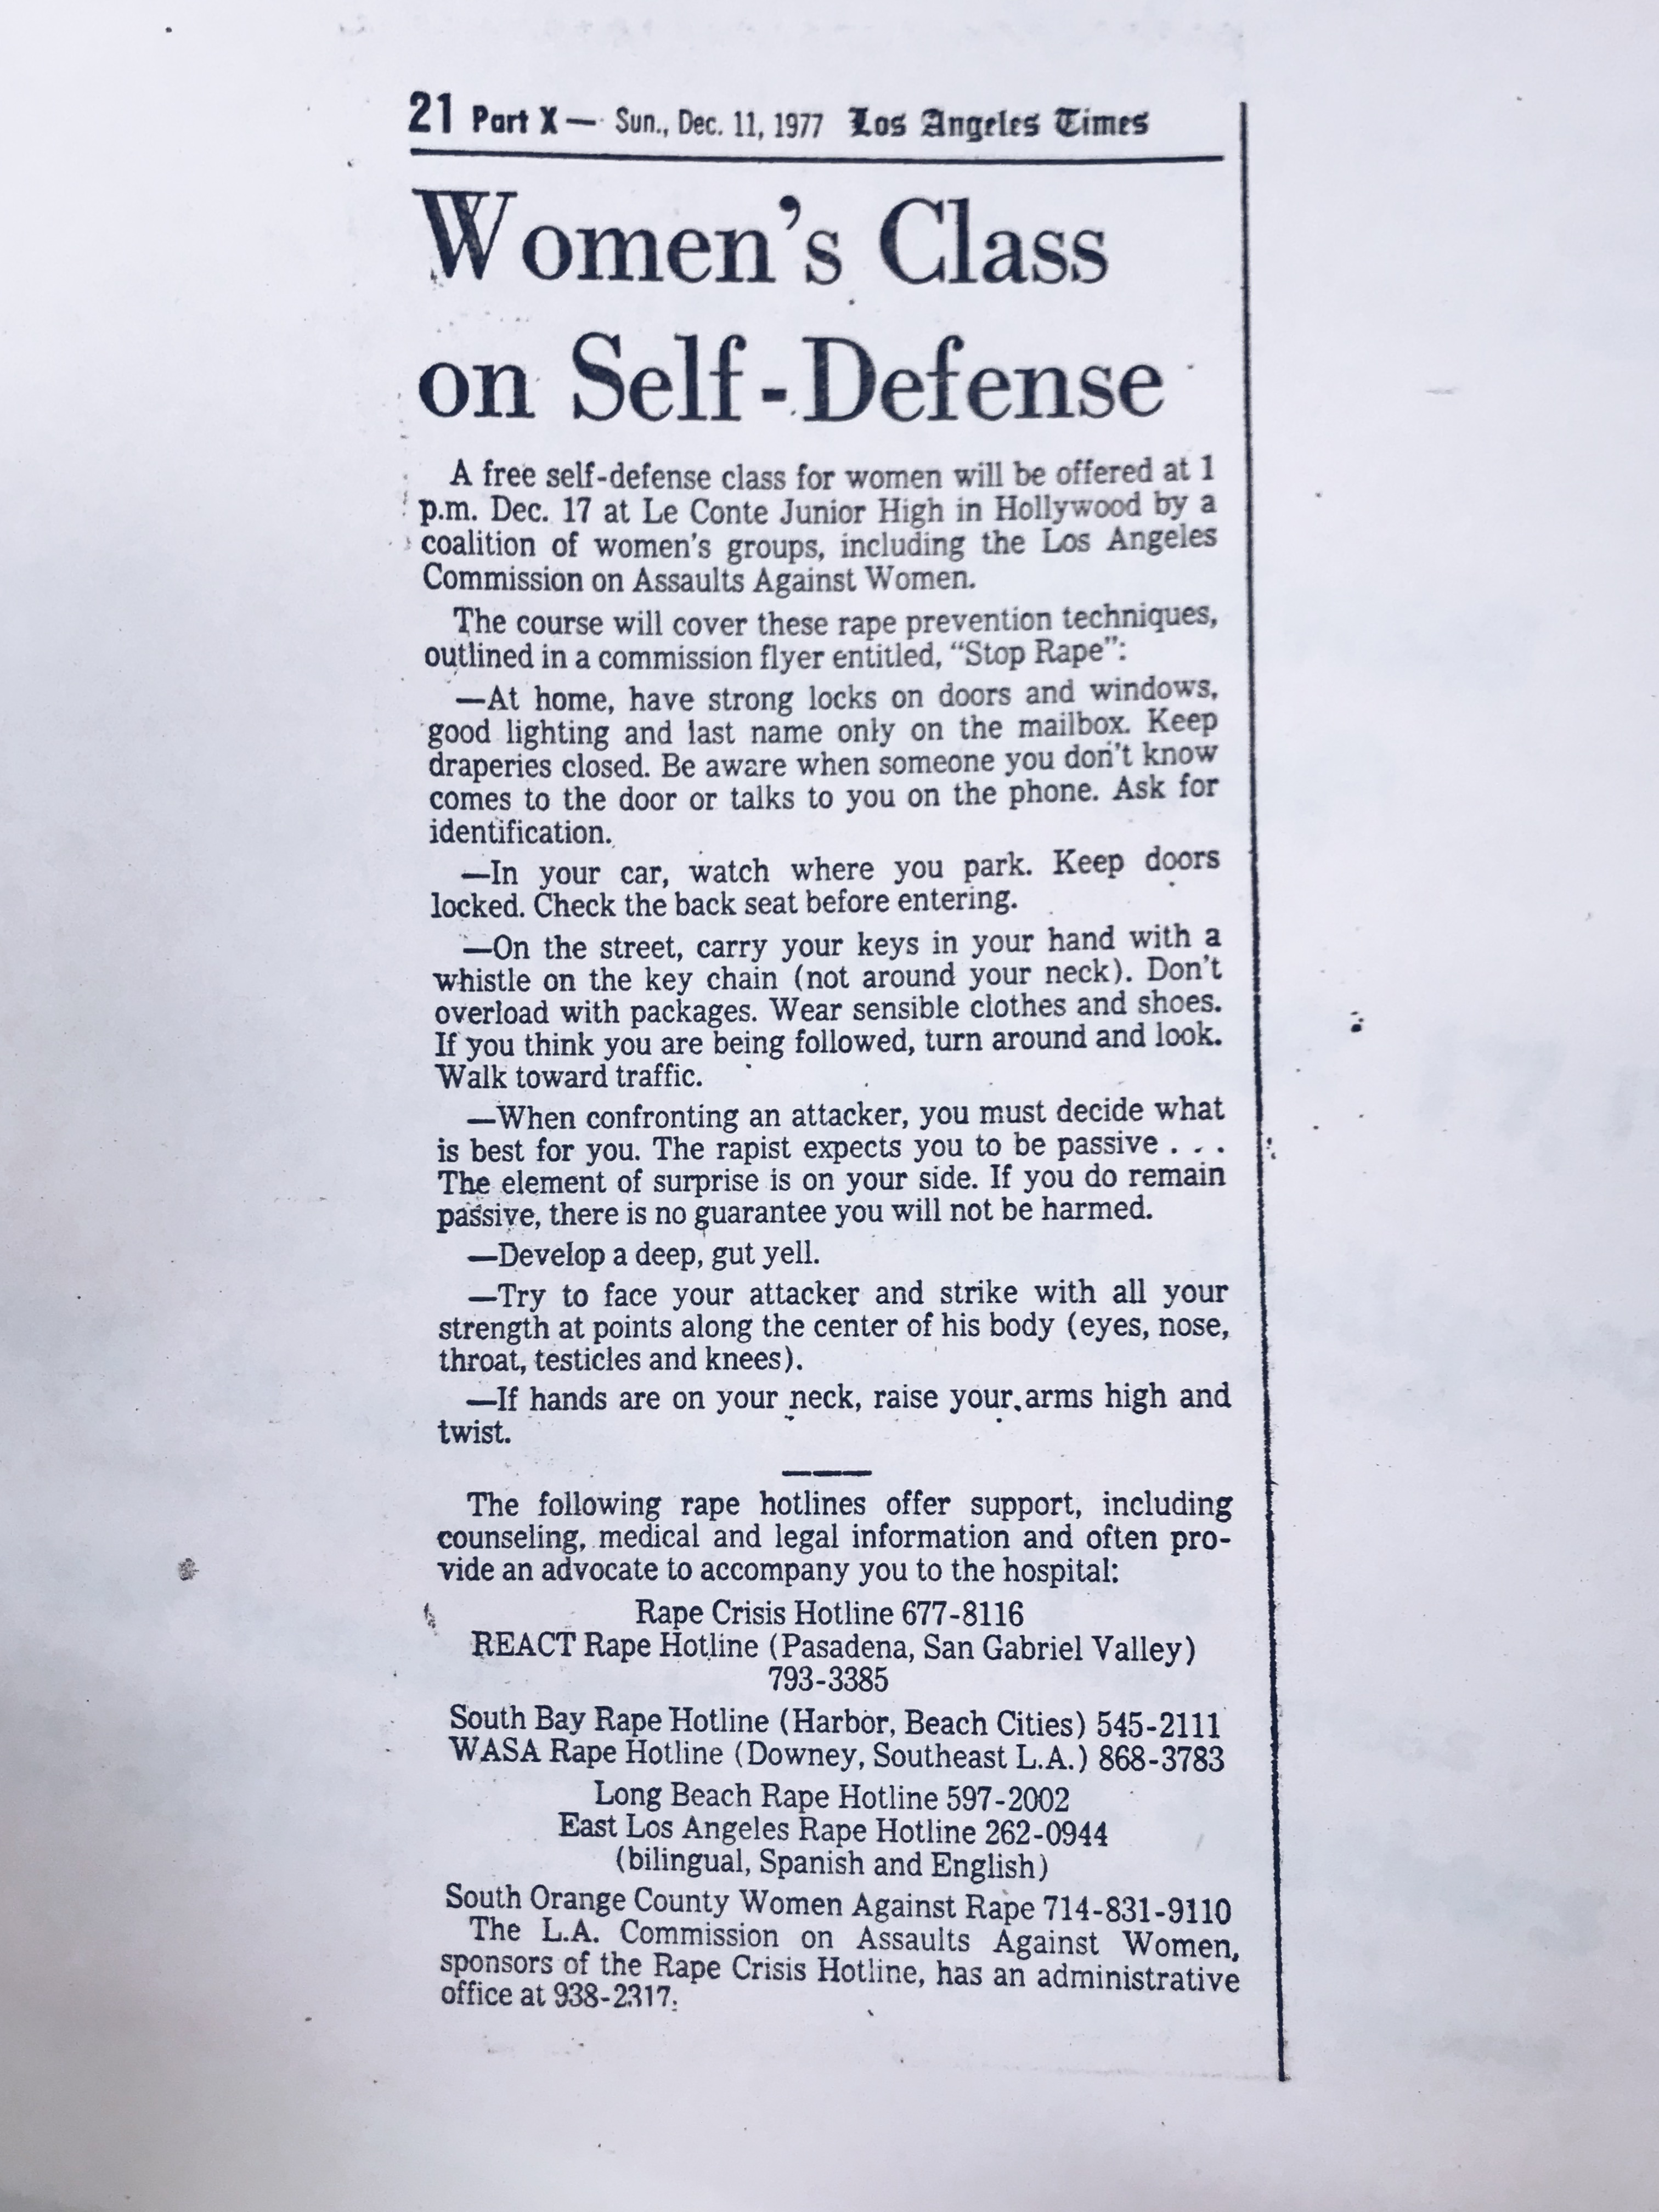 21 Part X — Sun., Dec. 11, 1977 Los Angeles Times
Women's Class
on Self-Defense
A free self-defense class for women will be offered at 1
p.m. Dec. 17 at Le Conte Junior High in Hollywood by a
coalition of women's groups, including the Los Angeles
Commission on Assaults Against Women.
The course will cover these rape prevention techniques,
outlined in a commission flyer entitled, “Stop Rape”:
—At home, have strong locks on doors and windows,
good lighting and last name only on the mailbox. Keep
draperies closed. Be aware when someone you don't know
comes to the door or talks to you on the phone. Ask for
identification.
—In your car, watch where you park. Keep doors
locked. Check the back seat before entering.
—On the street, carry your keys in your hand with a
whistle on the key chain (not around your neck). Don't
overload with packages. Wear sensible clothes and shoes.
If you think you are being followed, turn around and look.
Walk toward traffic.
—When confronting an attacker, you must decide what
is best for you. The rapist expects you to be passive . . .
The element of surprise is on your side. If you do remain
passive, there is no guarantee you will not be harmed.
—Develop a deep, gut yell.
—Try to face your attacker and strike with all your
strength at points along the center of his body (eyes, nose,
throat, testicles and knees).
—If hands are on your neck, raise your arms high and
twist.
The following rape hotlines offer support, including
counseling, medical and legal information and often pro-
vide an advocate to accompany you to the hospital:
Rape Crisis Hotline 677-8116
REACT Rape Hotline (Pasadena, San Gabriel Valley)
793-3385
South Bay Rape Hotline (Harbor, Beach Cities) 545-2111
WASA Rape Hotline (Downey, Southeast L.A.) 868-3783
Long Beach Rape Hotline 597-2002
East Los Angeles Rape Hotline 262-0944
(bilingual, Spanish and English)
South Orange County Women Against Rape 714-831-9110
The L.A. Commission on Assaults Against Women,
sponsors of the Rape Crisis Hotline, has an administrative
office at 938-2317.